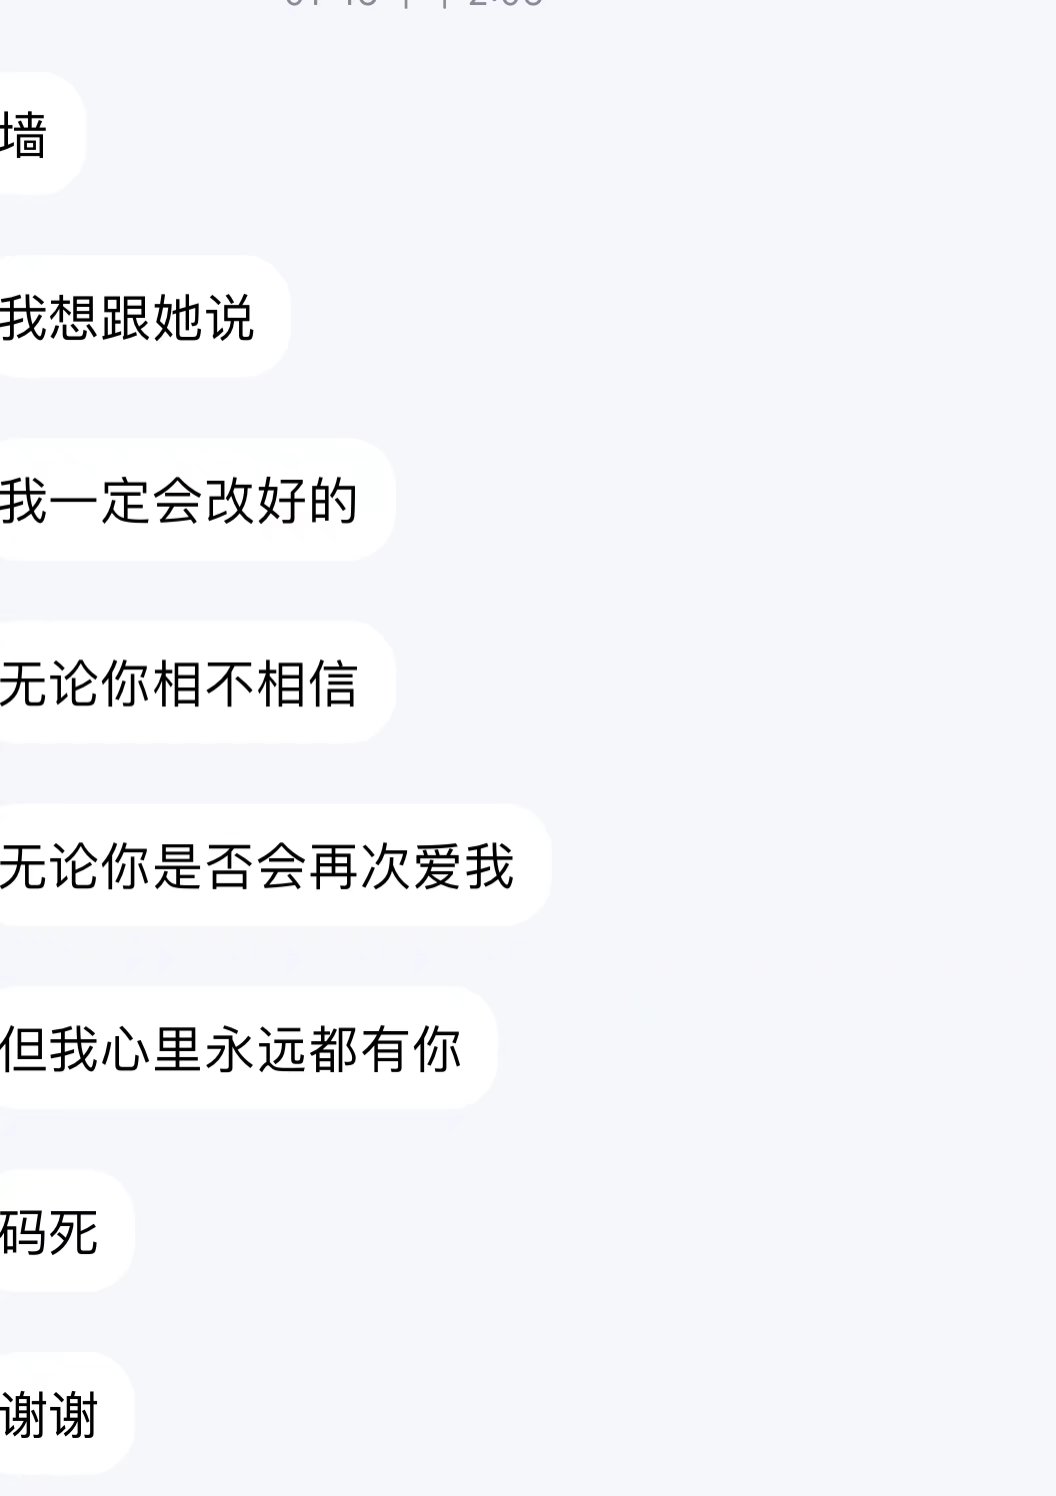 墙
我想跟她说
我一定会改好的
无论你相不相信
无论你是否会再次爱我
但我心里永远都有你
码死
谢谢